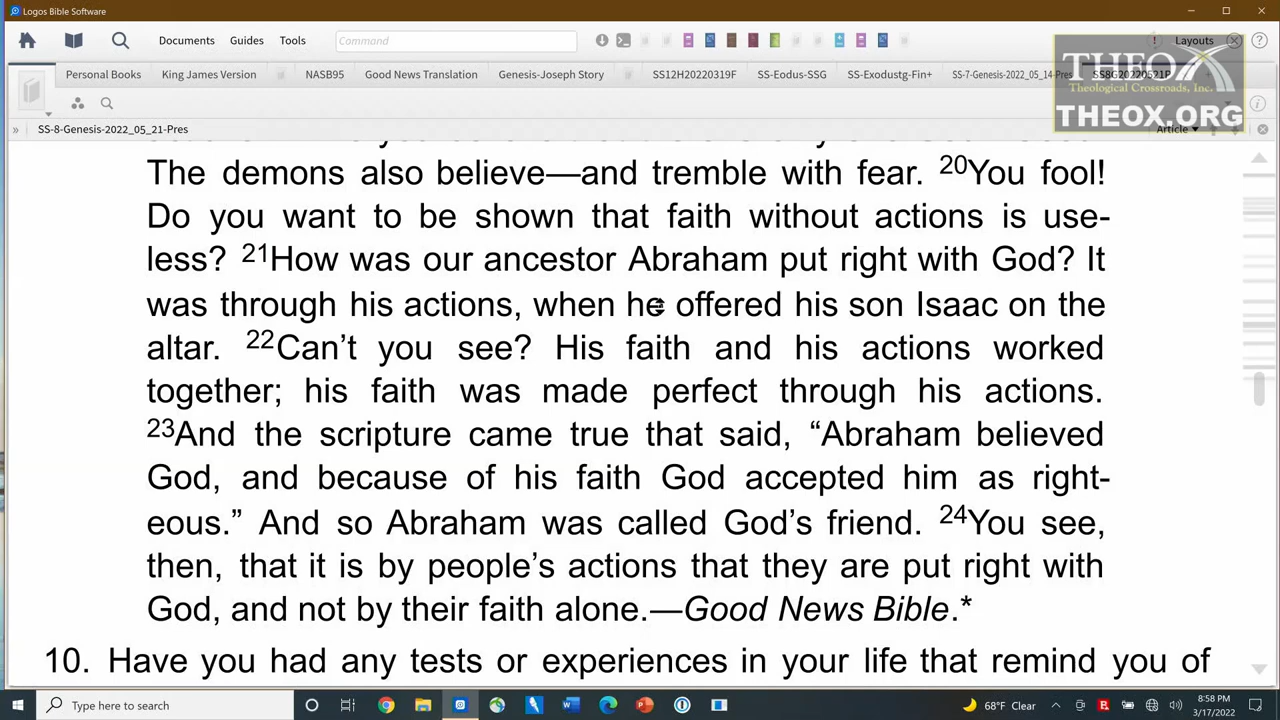 Logos Bible Software
Documents Guides Tools Command Layouts
Personal Books King James Version NASB95 Good News Translation Genesis-Joseph Story SS12H20220319F SS-Eodus-SSG SS-Exodustg-Fin+ SS-7-Genesis-2022_05_14-Pres SS8G20220521P
THEOX
Theological Crossroads, Inc.
THEOX.ORG
» SS-8-Genesis-2022_05_21-Pres Article
The demons also believe—and tremble with fear. 20You fool!
Do you want to be shown that faith without actions is use-
less? 21How was our ancestor Abraham put right with God? It
was through his actions, when he offered his son Isaac on the
altar. 22Can’t you see? His faith and his actions worked
together; his faith was made perfect through his actions.
23And the scripture came true that said, “Abraham believed
God, and because of his faith God accepted him as right-
eous.” And so Abraham was called God’s friend. 24You see,
then, that it is by people’s actions that they are put right with
God, and not by their faith alone.—Good News Bible.*
10. Have you had any tests or experiences in your life that remind you of
Type here to search 68°F Clear 8:58 PM
3/17/2022